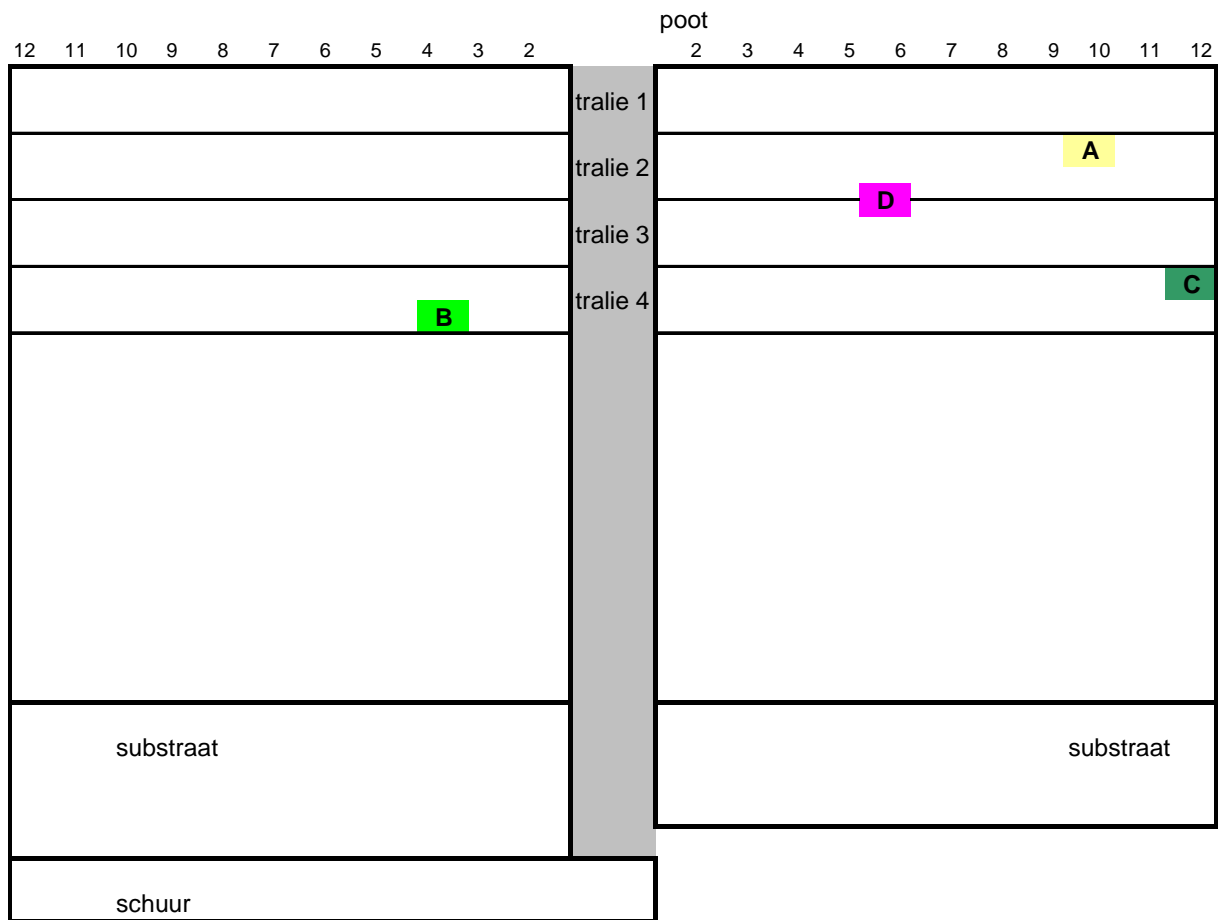 poot
12 11 10 9 8 7 6 5 4 3 2 2 3 4 5 6 7 8 9 10 11 12
tralie 1
A
tralie 2
D
tralie 3
C
tralie 4
B
substraat substraat
schuur